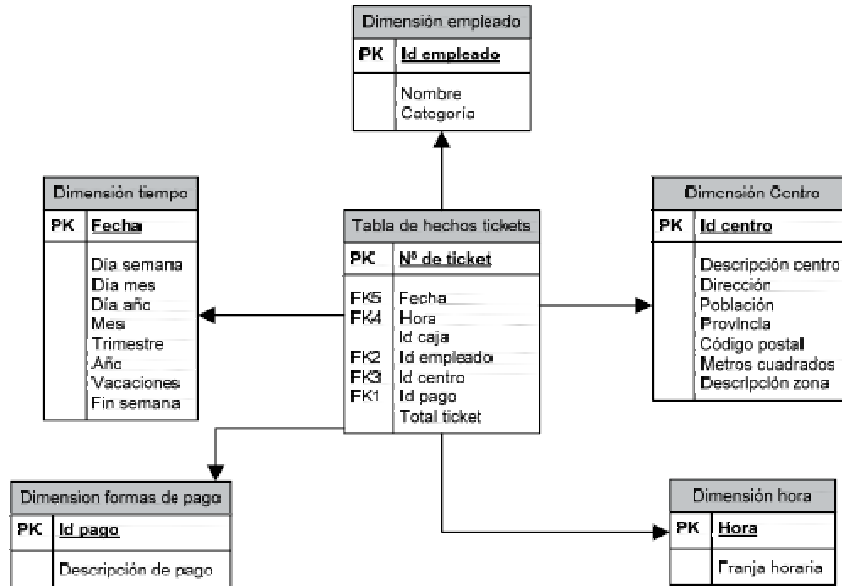 Dimensión empleado
PK Id empleado
Nombre
Categoría
Dimensión tiempo
PK Fecha
Día semana
Día mes
Día año
Mes
Trimestre
Año
Vacaciones
Fin semana
Tabla de hechos tickets
PK Nº de ticket
FK5 Fecha
FK4 Hora
Id caja
FK2 Id empleado
FK3 Id centro
FK1 Id pago
Total ticket
Dimensión Centro
PK Id centro
Descripción centro
Dirección
Población
Provincia
Código postal
Metros cuadrados
Descripción zona
Dimension formas de pago
PK Id pago
Descripción de pago
Dimensión hora
PK Hora
Franja horaria